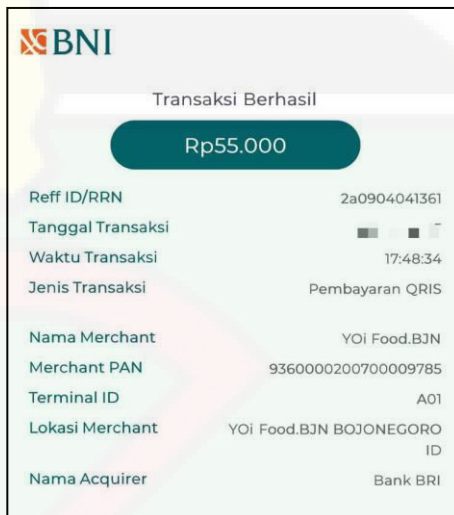 BNI
Transaksi Berhasil
Rp55.000
Reff ID/RRN 2a0904041361
Tanggal Transaksi
Waktu Transaksi 17:48:34
Jenis Transaksi Pembayaran QRIS
Nama Merchant YOi Food.BJN
Merchant PAN 9360000200700009785
Terminal ID A01
Lokasi Merchant YOi Food.BJN BOJONEGORO
ID
Nama Acquirer Bank BRI